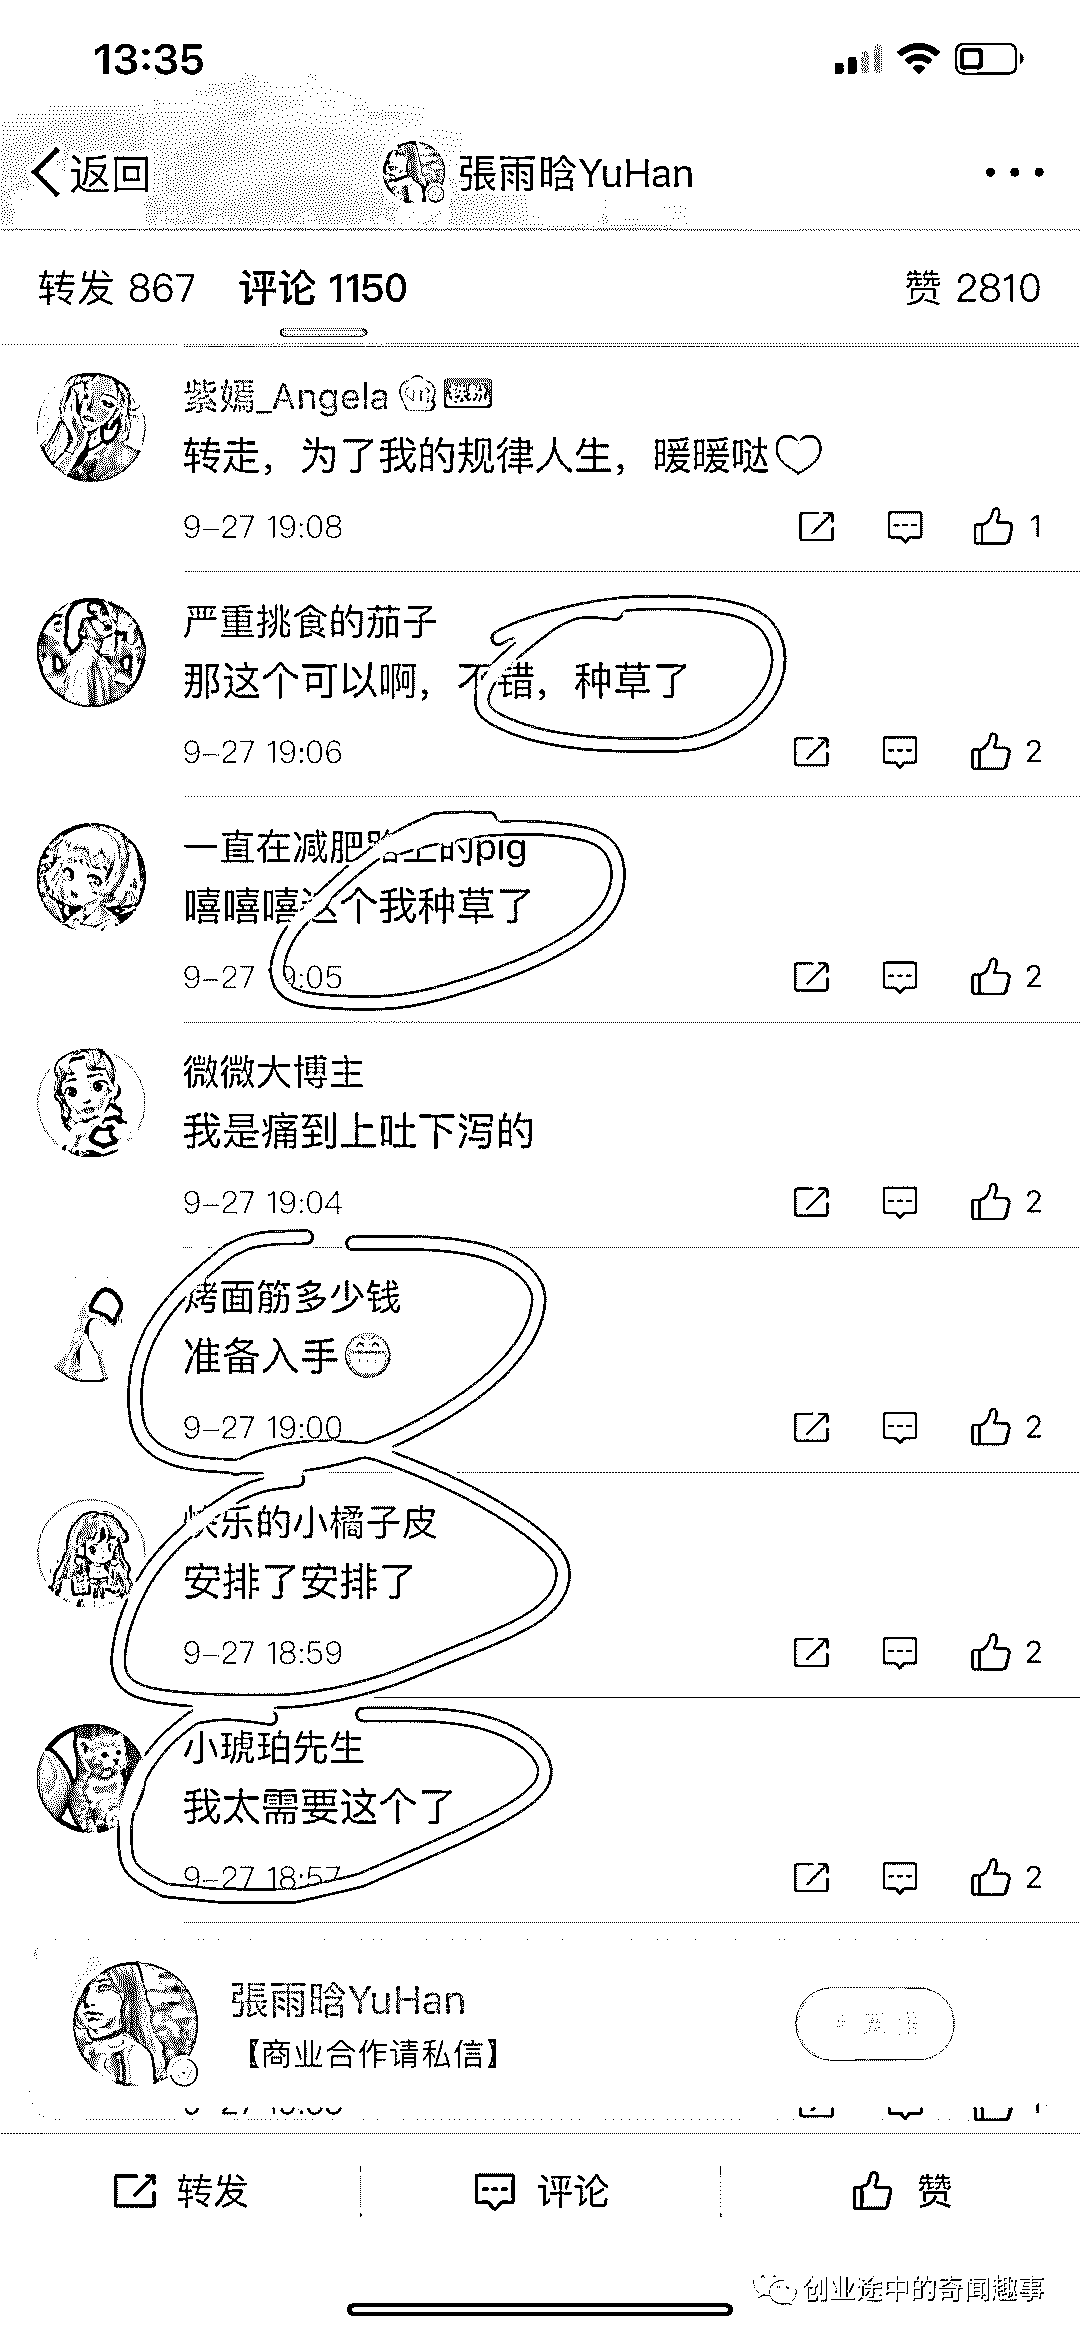 13:35
返回
張雨晗YuHan
转发 867 评论 1150 赞 2810
紫嫣_Angela 铁粉
转走，为了我的规律人生，暖暖哒
9-27 19:08 1
严重挑食的茄子
那这个可以啊，不错，种草了
9-27 19:06 2
一直在减肥路上的pig
嘻嘻嘻这个我种草了
9-27 19:05 2
微微大博主
我是痛到上吐下泻的
9-27 19:04 2
烤面筋多少钱
准备入手
9-27 19:00 2
快乐的小橘子皮
安排了安排了
9-27 18:59 2
小琥珀先生
我太需要这个了
9-27 18:57 2
張雨晗YuHan
【商业合作请私信】
转发 评论 赞
创业途中的奇闻趣事